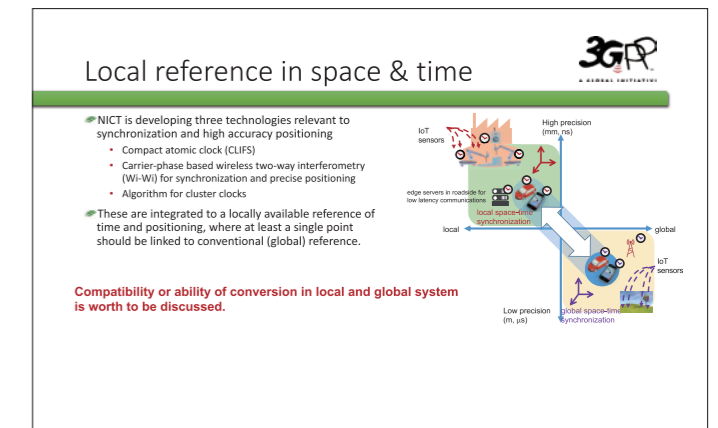 Local reference in space & time
3GPP
A GLOBAL INITIATIVE
NICT is developing three technologies relevant to
synchronization and high accuracy positioning
• Compact atomic clock (CLIFS)
• Carrier-phase based wireless two-way interferometry
(Wi-Wi) for synchronization and precise positioning
• Algorithm for cluster clocks
These are integrated to a locally available reference of
time and positioning, where at least a single point
should be linked to conventional (global) reference.
Compatibility or ability of conversion in local and global system
is worth to be discussed.
IoT
sensors
High precision
(mm, ns)
edge servers in roadside for
low latency communications
local space-time
synchronization
local
global
IoT
sensors
Low precision
(m, µs)
global space-time
synchronization